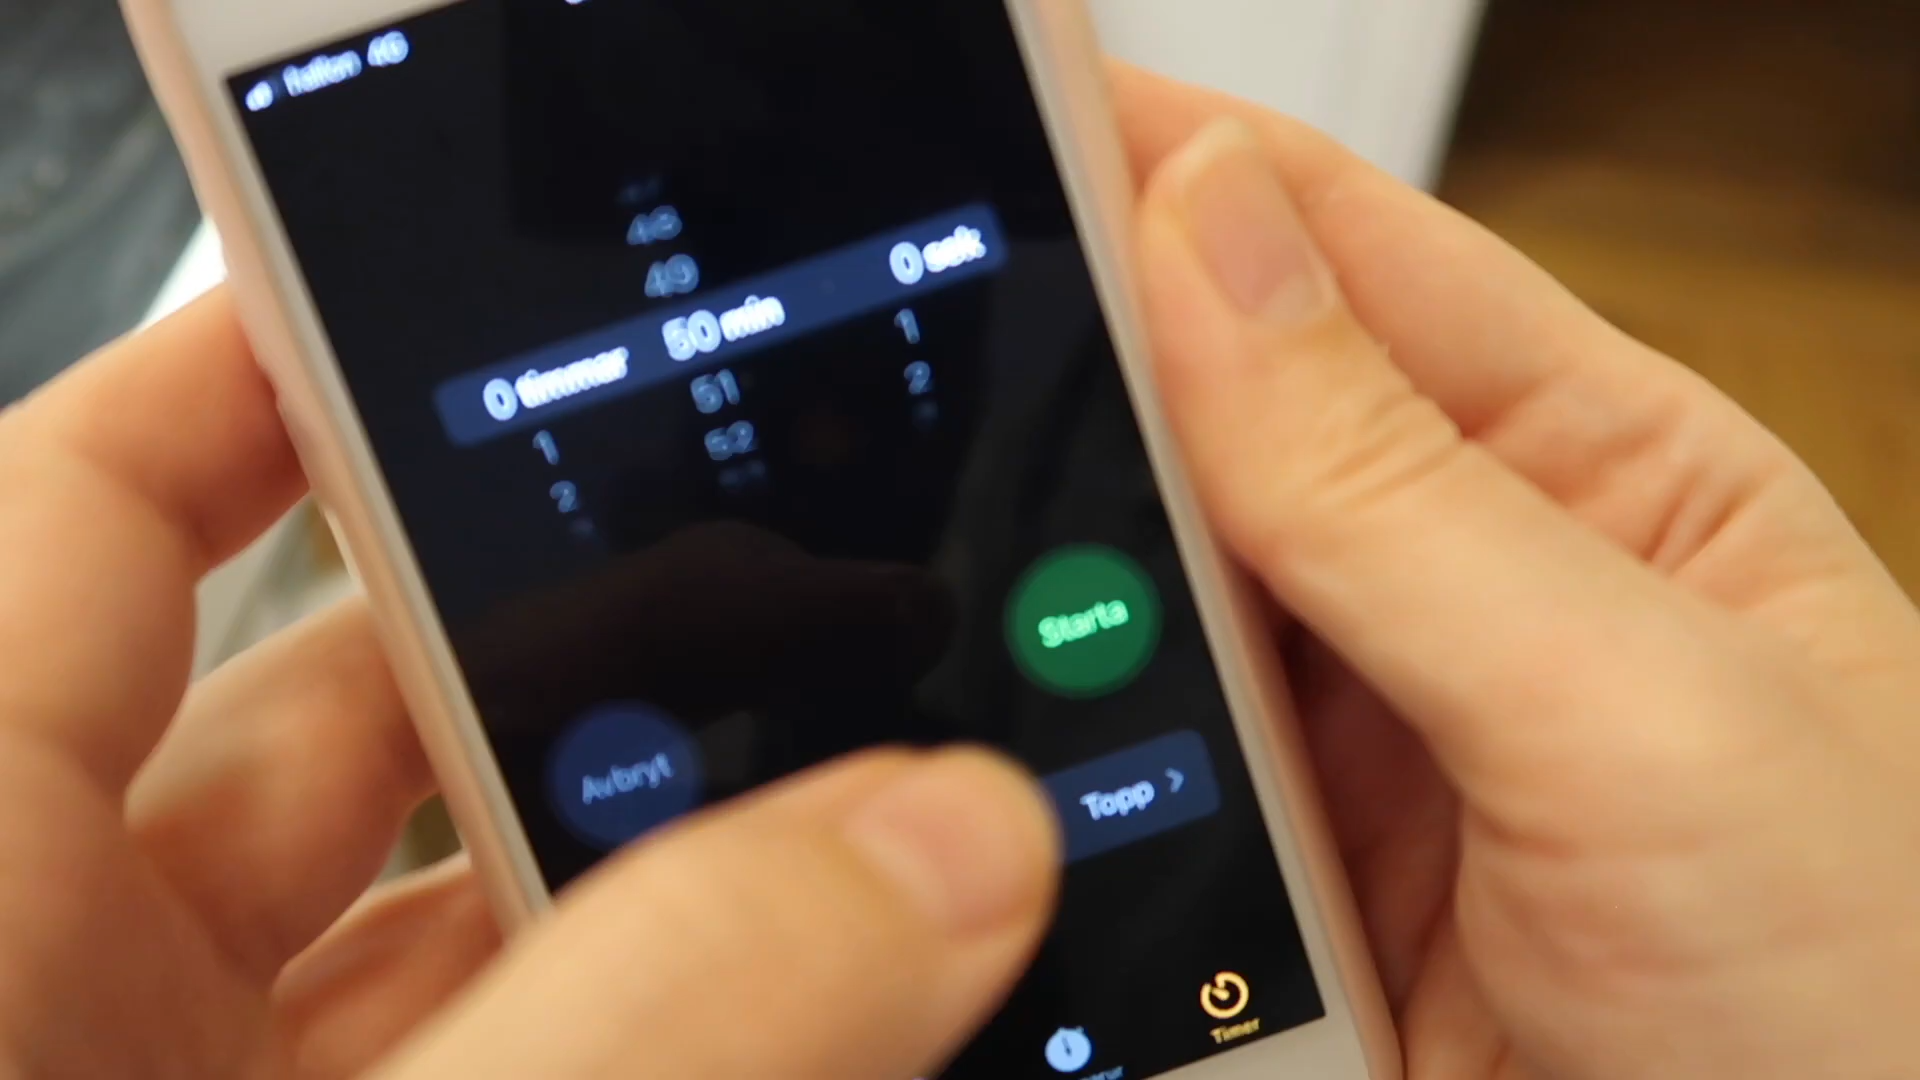 Hallon 4G
48
49
0 timmar 50 min 0 sek
1 51 1
2 52 2
Starta
Avbryt
Topp >
Timer